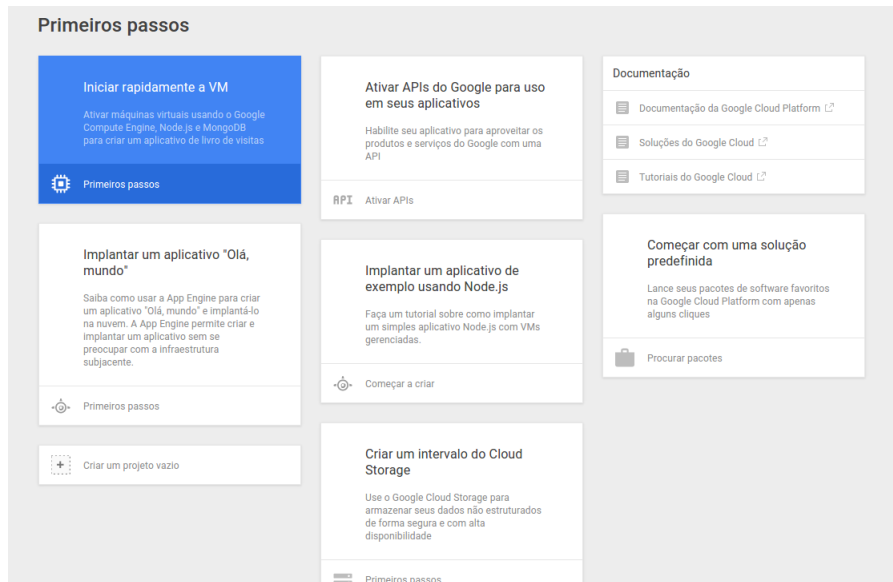 Primeiros passos
Iniciar rapidamente a VM
Ativar máquinas virtuais usando o Google
Compute Engine, Node.js e MongoDB
para criar um aplicativo de livro de visitas
Primeiros passos
Implantar um aplicativo "Olá,
mundo"
Saiba como usar a App Engine para criar
um aplicativo "Olá, mundo" e implantá-lo
na nuvem. A App Engine permite criar e
implantar um aplicativo sem se
preocupar com a infraestrutura
subjacente.
Primeiros passos
Criar um projeto vazio
Ativar APIs do Google para uso
em seus aplicativos
Habilite seu aplicativo para aproveitar os
produtos e serviços do Google com uma
API
API Ativar APIs
Implantar um aplicativo de
exemplo usando Node.js
Faça um tutorial sobre como implantar
um simples aplicativo Node.js com VMs
gerenciadas.
Começar a criar
Criar um intervalo do Cloud
Storage
Use o Google Cloud Storage para
armazenar seus dados não estruturados
de forma segura e com alta
disponibilidade
Primeiros passos
Documentação
Documentação da Google Cloud Platform
Soluções do Google Cloud
Tutoriais do Google Cloud
Começar com uma solução
predefinida
Lance seus pacotes de software favoritos
na Google Cloud Platform com apenas
alguns cliques
Procurar pacotes